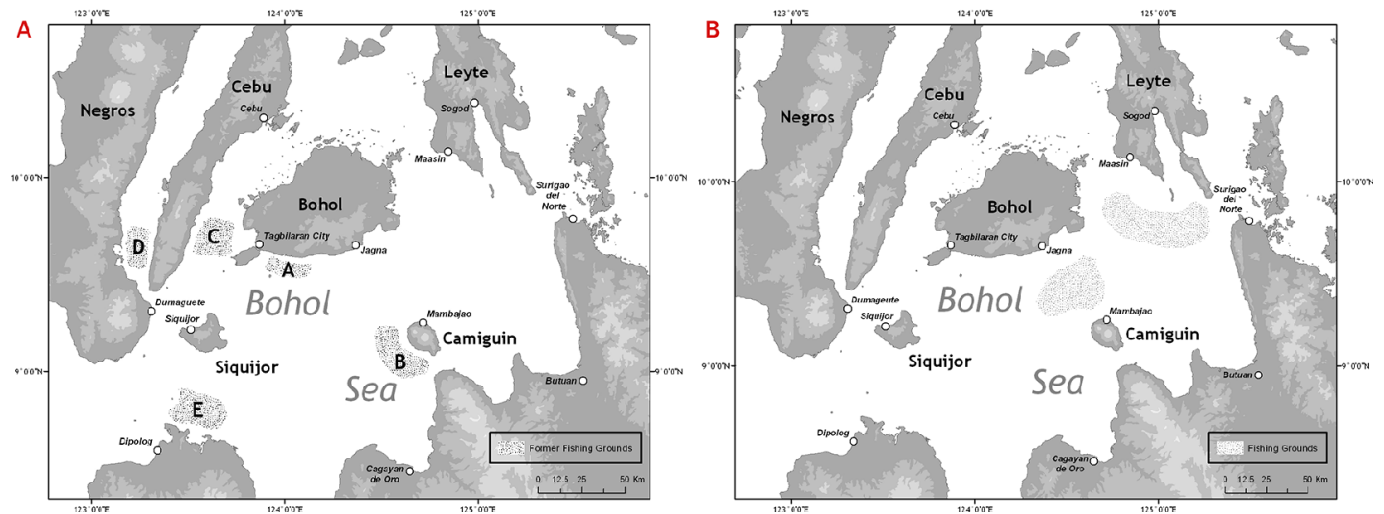 A
123°0'0"E 124°0'0"E 125°0'0"E
Negros
Cebu
Cebu
Leyte
Sogod
Maasin
10°0'0"N
10°0'0"N
Surigao
del
Norte
Bohol
D
C
Tagbilaran City
Jagna
A
Bohol
Dumaguete
Siquijor
Mambajao
Camiguin
Siquijor
B
9°0'0"N
9°0'0"N
Sea
Butuan
E
Dipolog
Cagayan
de Oro
Former Fishing Grounds
0 12.5 25 50 Km
123°0'0"E 124°0'0"E 125°0'0"E
B
123°0'0"E 124°0'0"E 125°0'0"E
Negros
Cebu
Cebu
Leyte
Sogod
Maasin
10°0'0"N
Surigao
del
Norte
Bohol
Tagbilaran City
Jagna
Bohol
Dumaguete
Siquijor
Mambajao
Camiguin
Siquijor
9°0'0"N
Sea
Butuan
Dipolog
Cagayan
de Oro
Fishing Grounds
0 12.5 25 50 Km
123°0'0"E 124°0'0"E 125°0'0"E